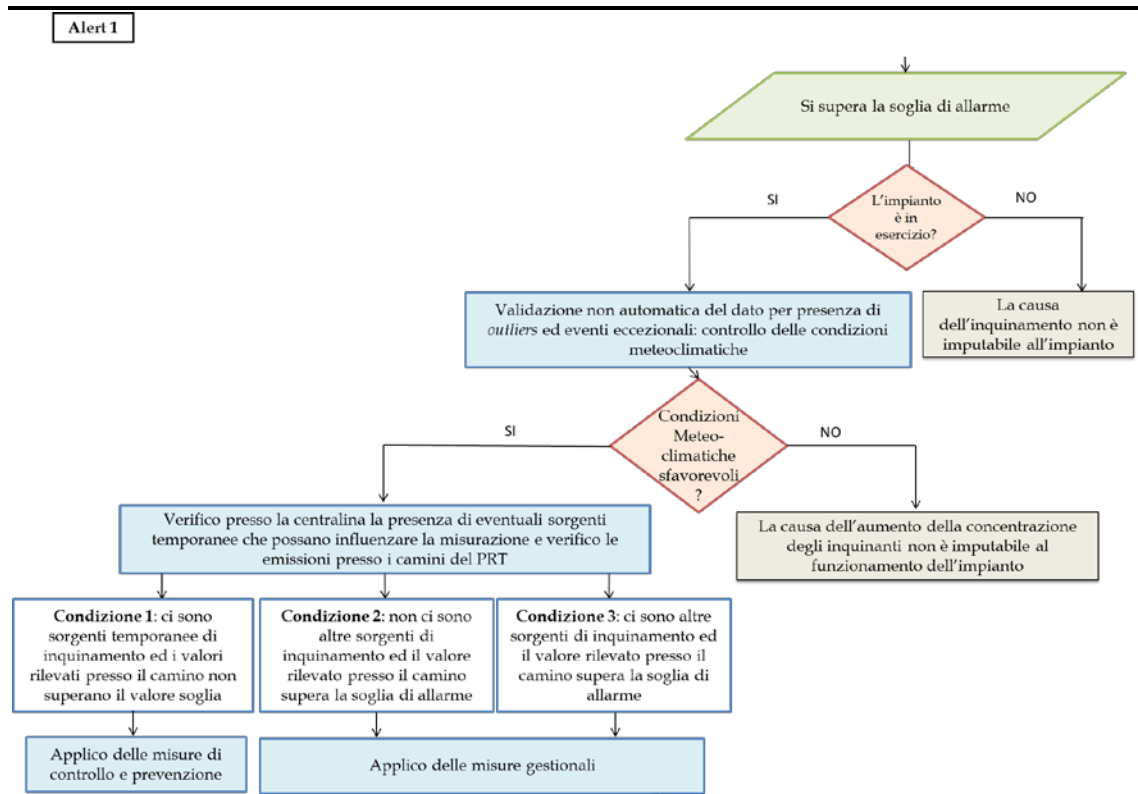 Alert 1
Si supera la soglia di allarme
L'impianto
è in
esercizio?
SI
NO
Validazione non automatica del dato per presenza di
outliers ed eventi eccezionali: controllo delle condizioni
meteoclimatiche
La causa
dell'inquinamento non è
imputabile all'impianto
Condizioni
Meteo-
climatiche
sfavorevoli
?
SI
NO
Verifico presso la centralina la presenza di eventuali sorgenti
temporanee che possano influenzare la misurazione e verifico le
emissioni presso i camini del PRT
La causa dell'aumento della concentrazione
degli inquinanti non è imputabile al
funzionamento dell'impianto
Condizione 1: ci sono
sorgenti temporanee di
inquinamento ed i valori
rilevati presso il camino non
superano il valore soglia
Condizione 2: non ci sono
altre sorgenti di
inquinamento ed il valore
rilevato presso il camino
supera la soglia di allarme
Condizione 3: ci sono altre
sorgenti di inquinamento ed
il valore rilevato presso il
camino supera la soglia di
allarme
Applico delle misure di
controllo e prevenzione
Applico delle misure gestionali